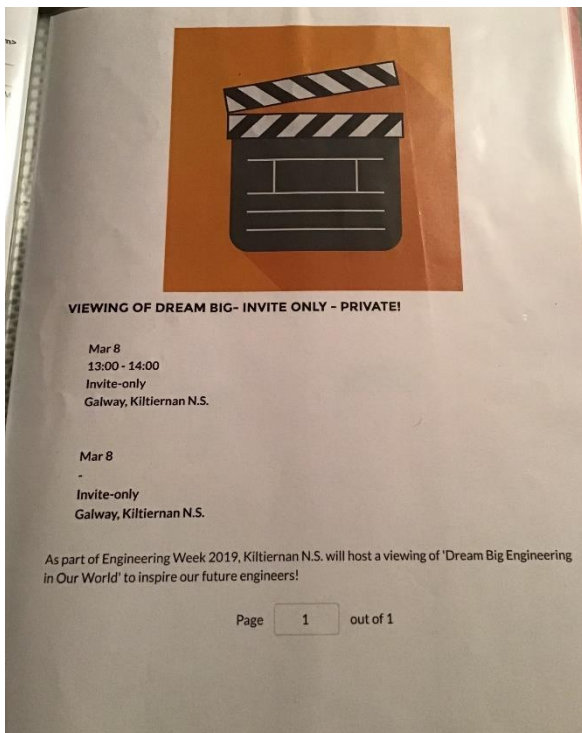 VIEWING OF DREAM BIG- INVITE ONLY - PRIVATE!
Mar 8
13:00 - 14:00
Invite-only
Galway, Kiltiernan N.S.
Mar 8
-
Invite-only
Galway, Kiltiernan N.S.
As part of Engineering Week 2019, Kiltiernan N.S. will host a viewing of 'Dream Big Engineering
in Our World' to inspire our future engineers!
Page 1 out of 1